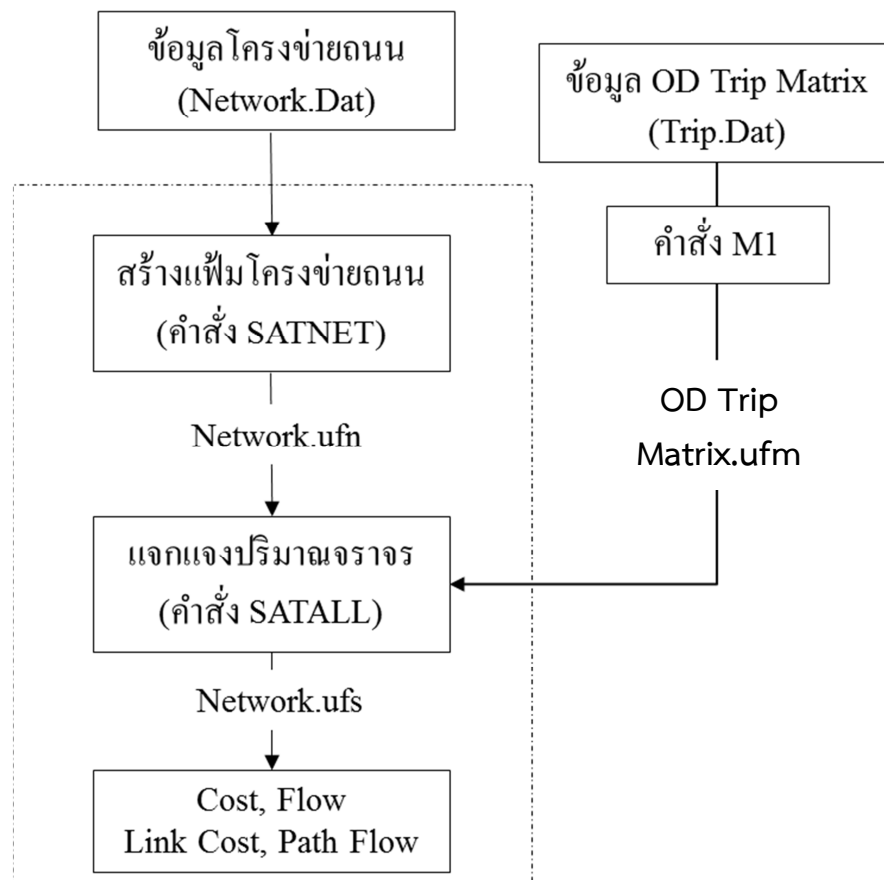 ข้อมูลโครงข่ายถนน
(Network.Dat)
ข้อมูล OD Trip Matrix
(Trip.Dat)
คำสั่ง M1
สร้างแฟ้มโครงข่ายถนน
(คำสั่ง SATNET)
Network.ufn
OD Trip
Matrix.ufm
แจกแจงปริมาณจราจร
(คำสั่ง SATALL)
Network.ufs
Cost, Flow
Link Cost, Path Flow